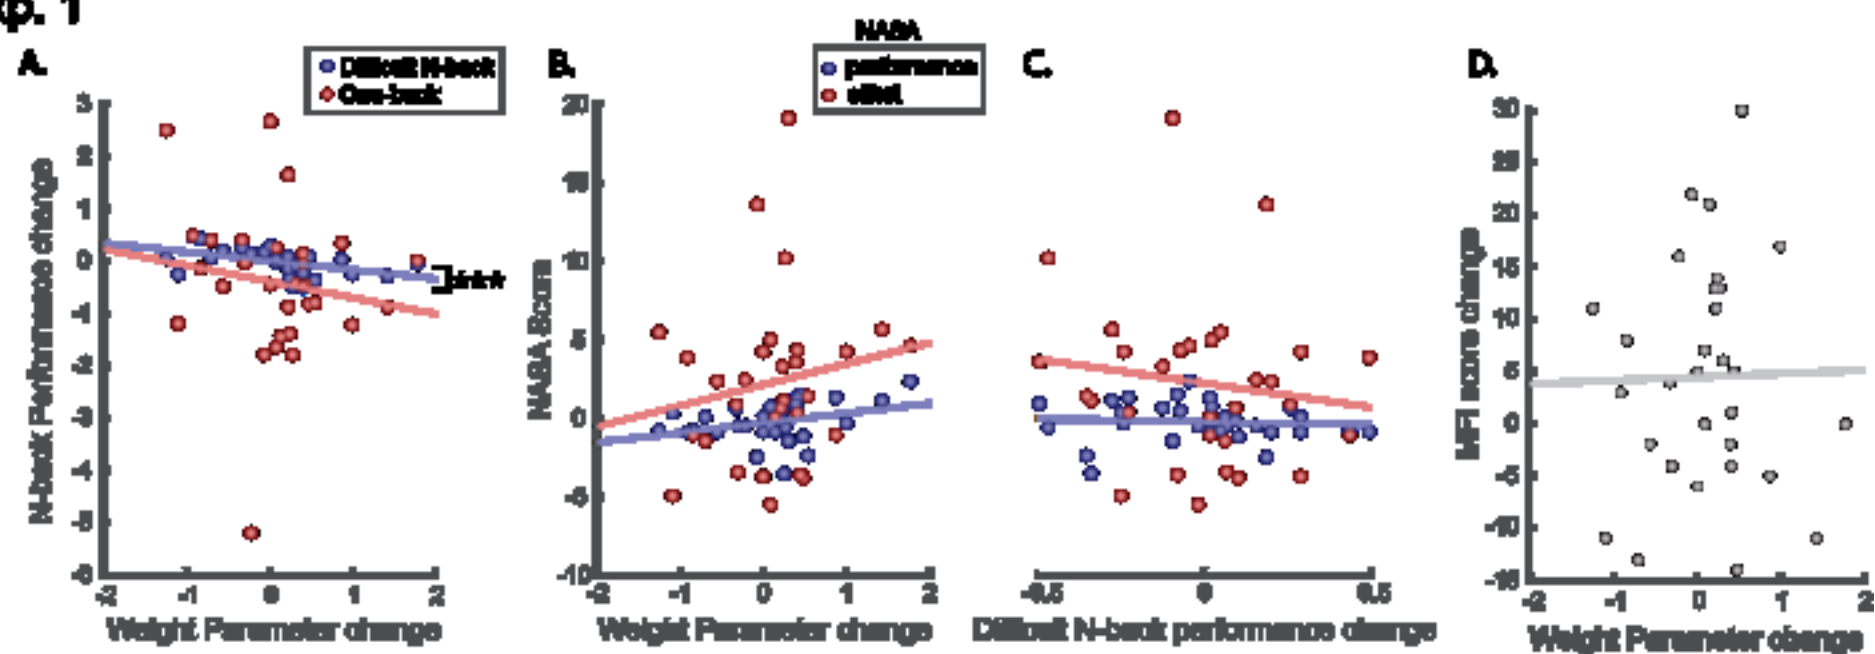 p. 1
A.
Difficult N-back
One-back
3
2
1
0
-1
-2
-3
-4
-5
-6
-2 -1 0 1 2
N-back Performance change
Weight Parameter change
***
B.
NASA
performance
effort
20
15
10
5
0
-5
-10
-2 -1 0 1 2
NASA Score
Weight Parameter change
C.
-0.5 0 0.5
Difficult N-back performance change
D.
30
25
20
15
10
5
0
-5
-10
-15
-2 -1 0 1 2
MFI score change
Weight Parameter change